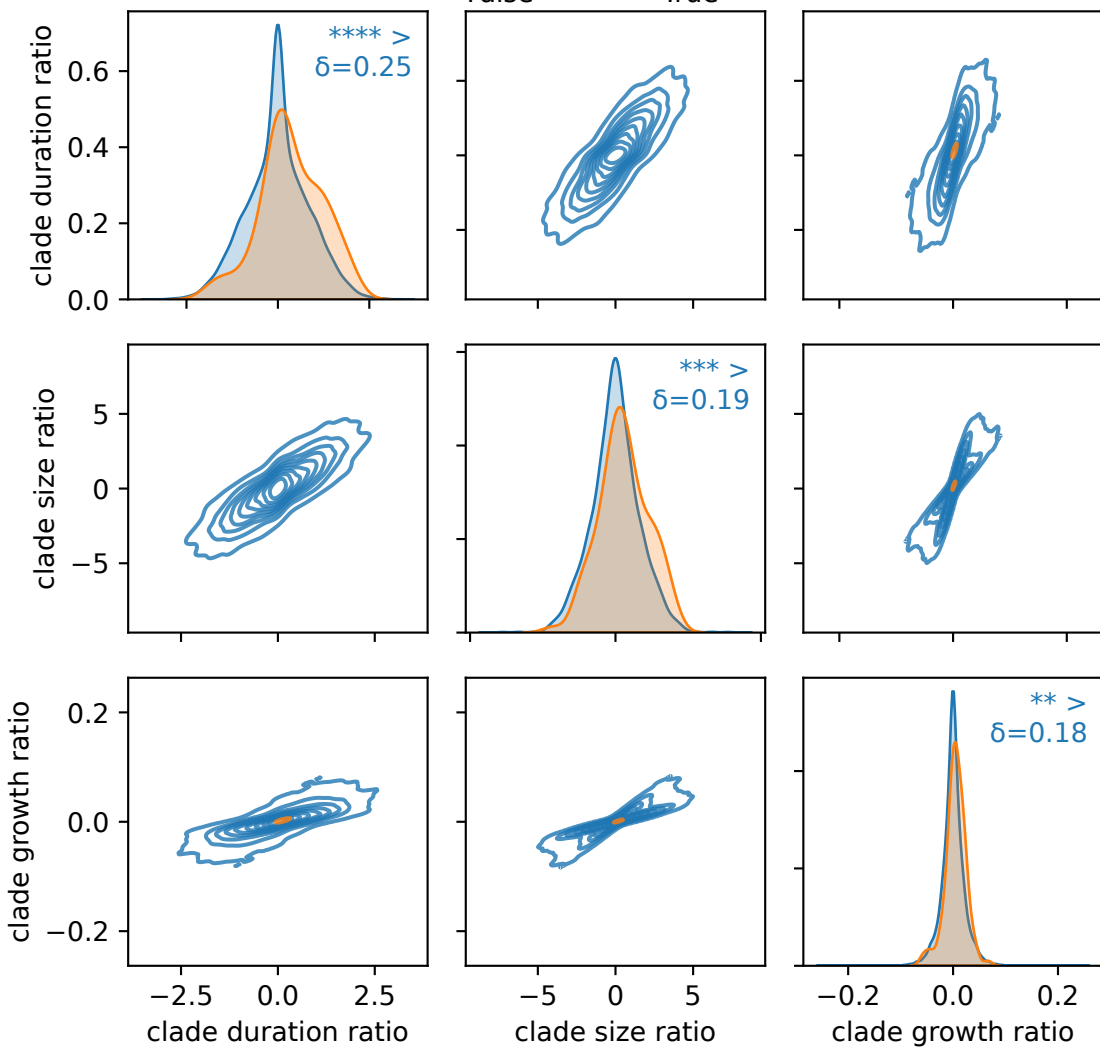 clade duration ratio
0.6
0.4
0.2
0.0
**** >
δ=0.25
clade size ratio
5
0
−5
*** >
δ=0.19
clade growth ratio
0.2
0.0
−0.2
** >
δ=0.18
−2.5 0.0 2.5
−5 0 5
−0.2 0.0 0.2
clade duration ratio
clade size ratio
clade growth ratio